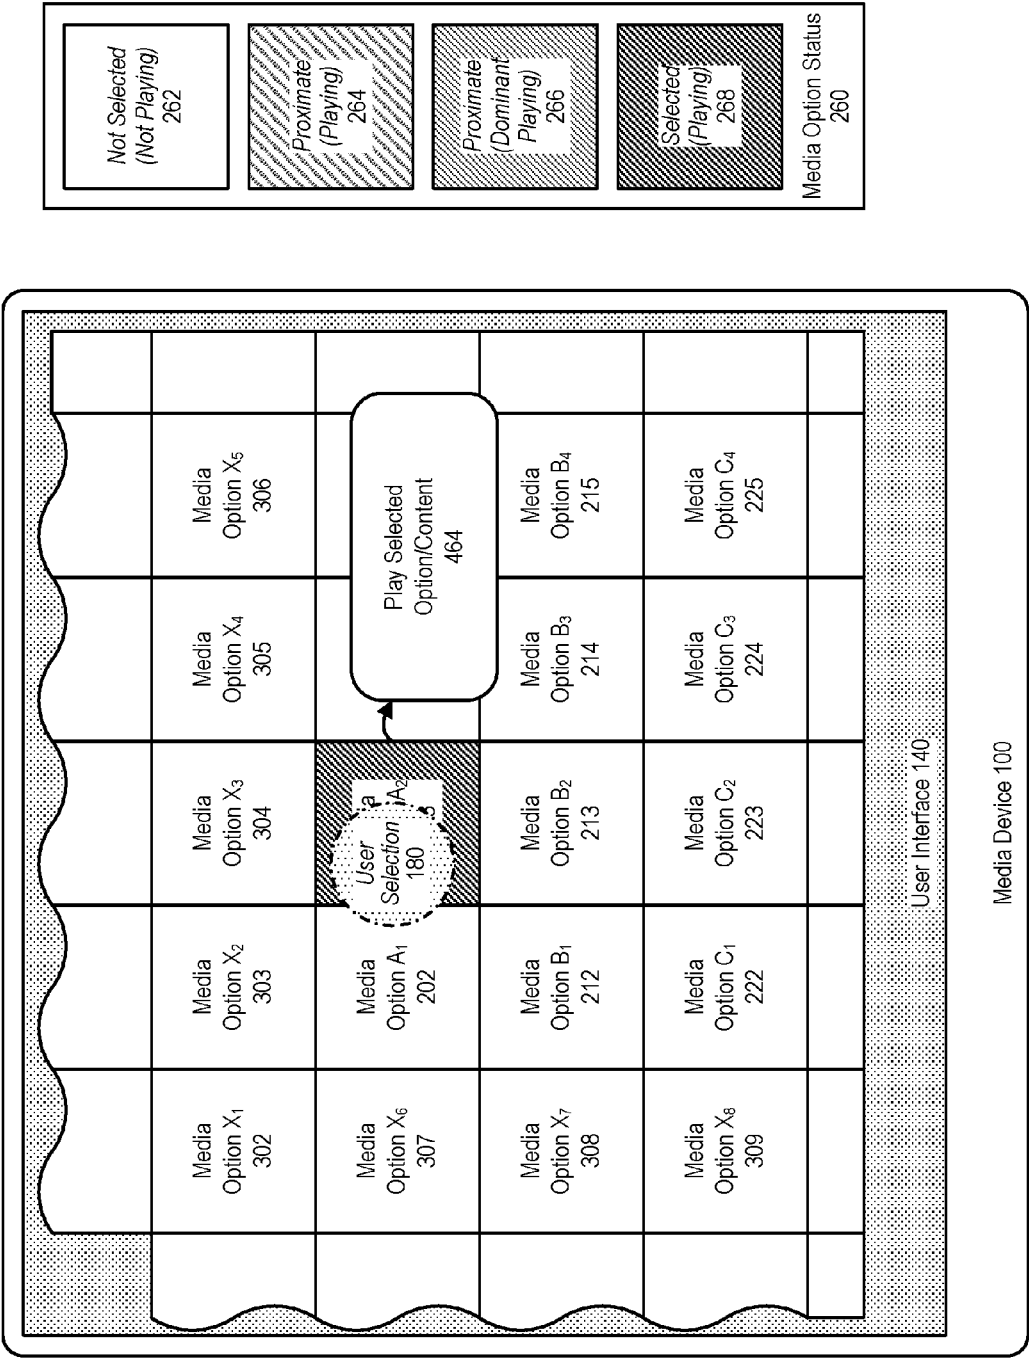 Media
Option X1
302
Media
Option X2
303
Media
Option X3
304
Media
Option X4
305
Media
Option X5
306
Media
Option X6
307
Media
Option A1
202
User
Selection
180
a
A2
3
Play Selected
Option/Content
464
Media
Option X7
308
Media
Option B1
212
Media
Option B2
213
Media
Option B3
214
Media
Option B4
215
Media
Option X8
309
Media
Option C1
222
Media
Option C2
223
Media
Option C3
224
Media
Option C4
225
User Interface 140
Media Device 100
Not Selected
(Not Playing)
262
Proximate
(Playing)
264
Proximate
(Dominant
Playing)
266
Selected
(Playing)
268
Media Option Status
260